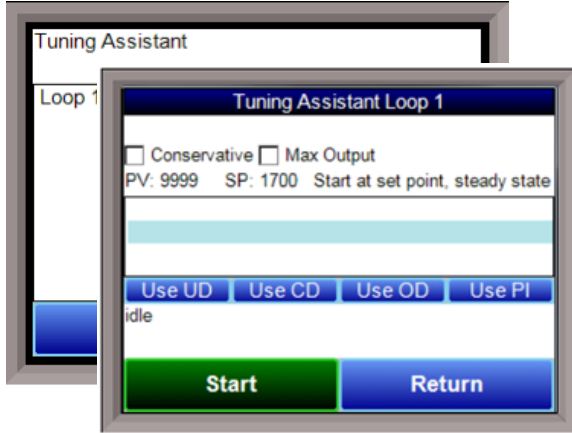 Tuning Assistant
Loop 1
Tuning Assistant Loop 1
Conservative Max Output
PV: 9999 SP: 1700 Start at set point, steady state
Use UD Use CD Use OD Use PI
idle
Start Return